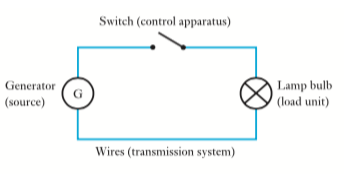 Switch (control apparatus)
Generator
(source)
G
Lamp bulb
(load unit)
Wires (transmission system)